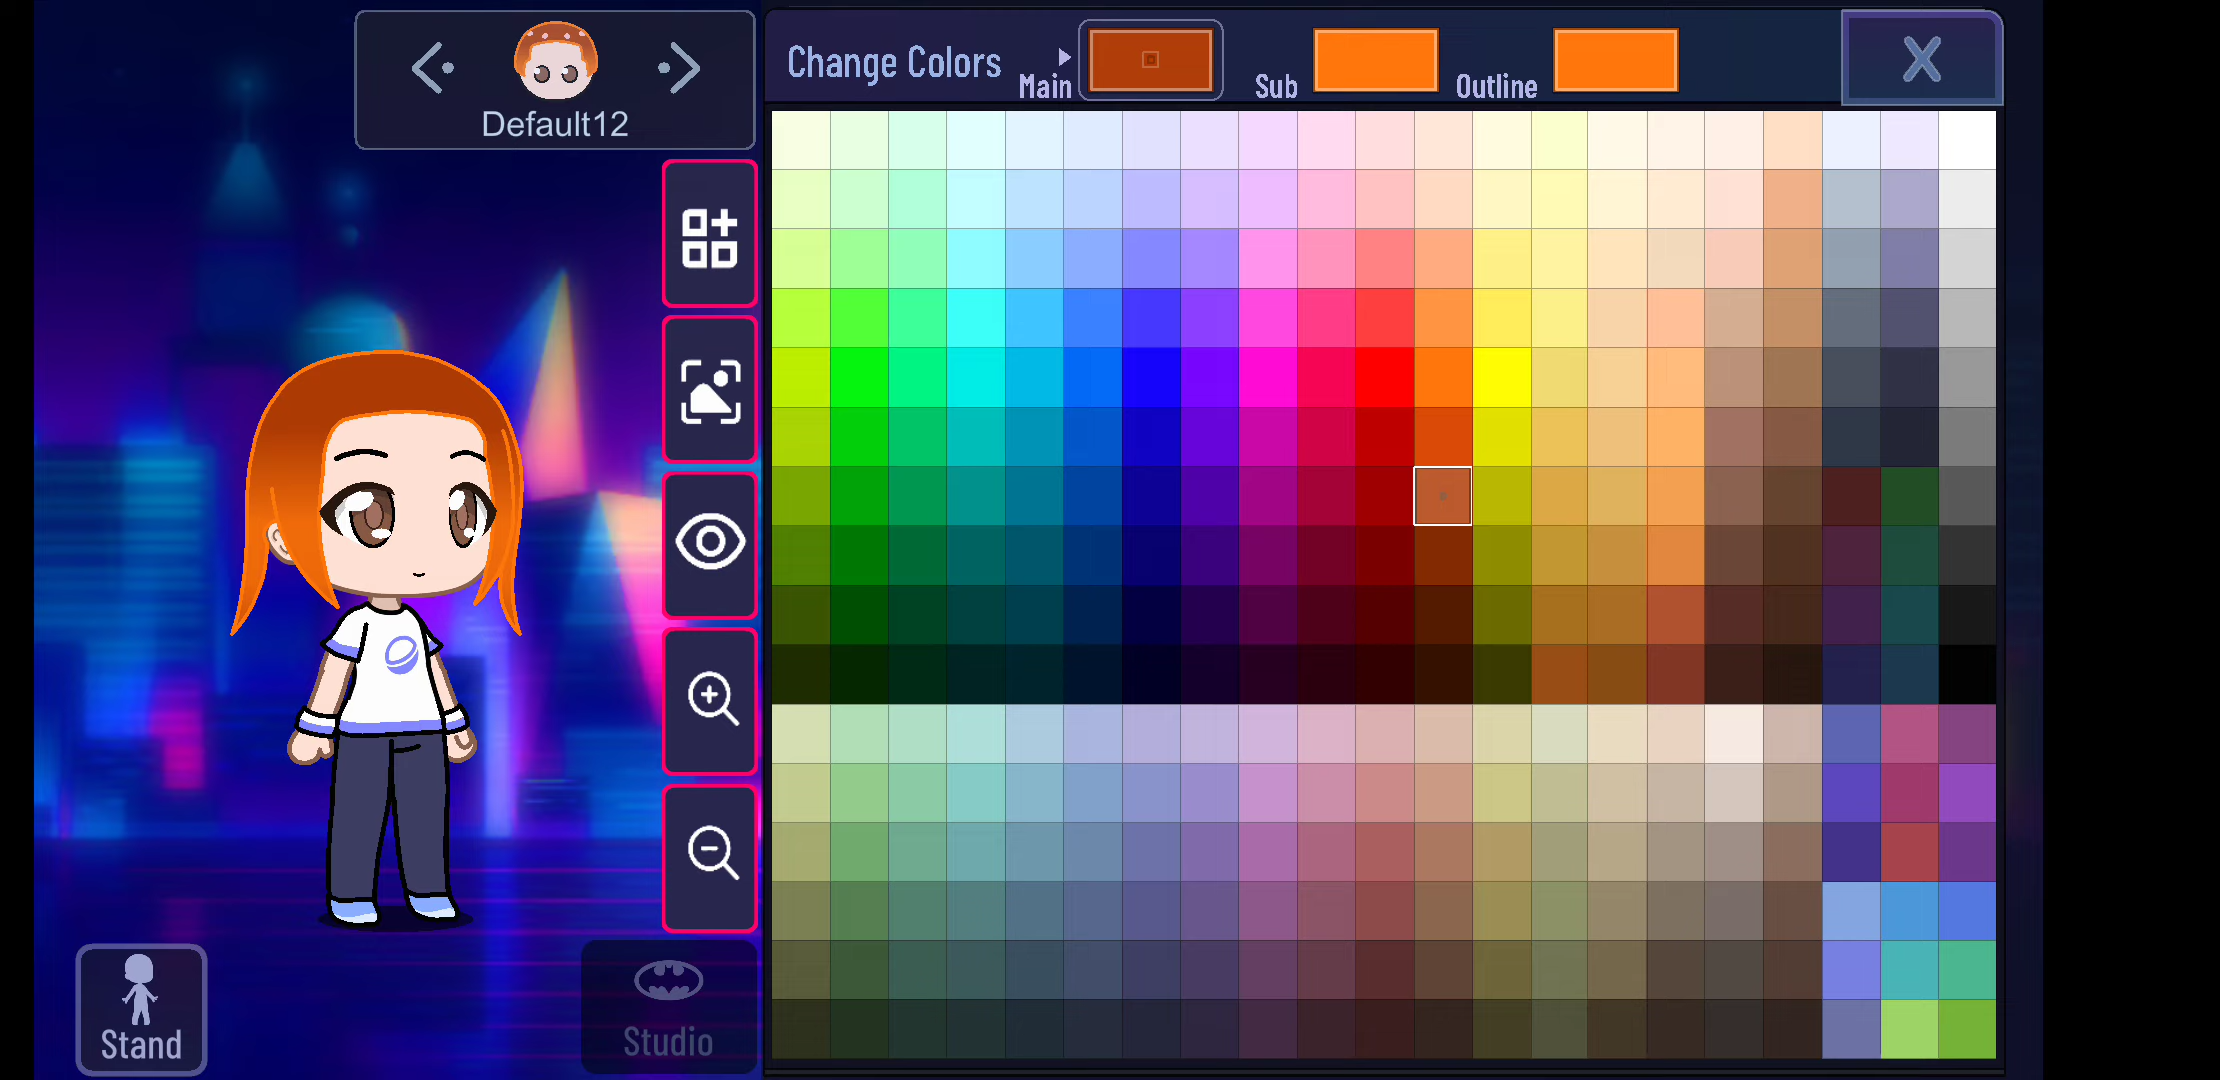 Default12
Change Colors
Main
Sub
Outline
X
Stand
Studio